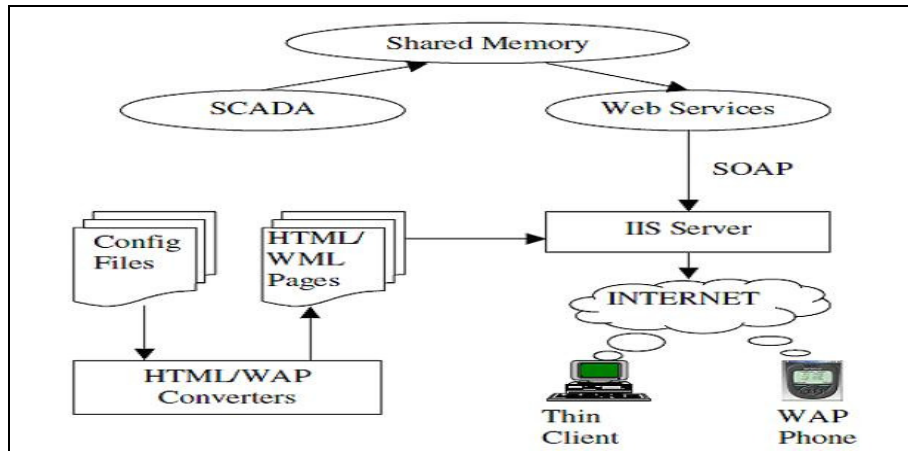 Shared Memory
SCADA
Web Services
SOAP
Config
Files
HTML/
WML
Pages
IIS Server
INTERNET
HTML/WAP
Converters
Thin
Client
WAP
Phone